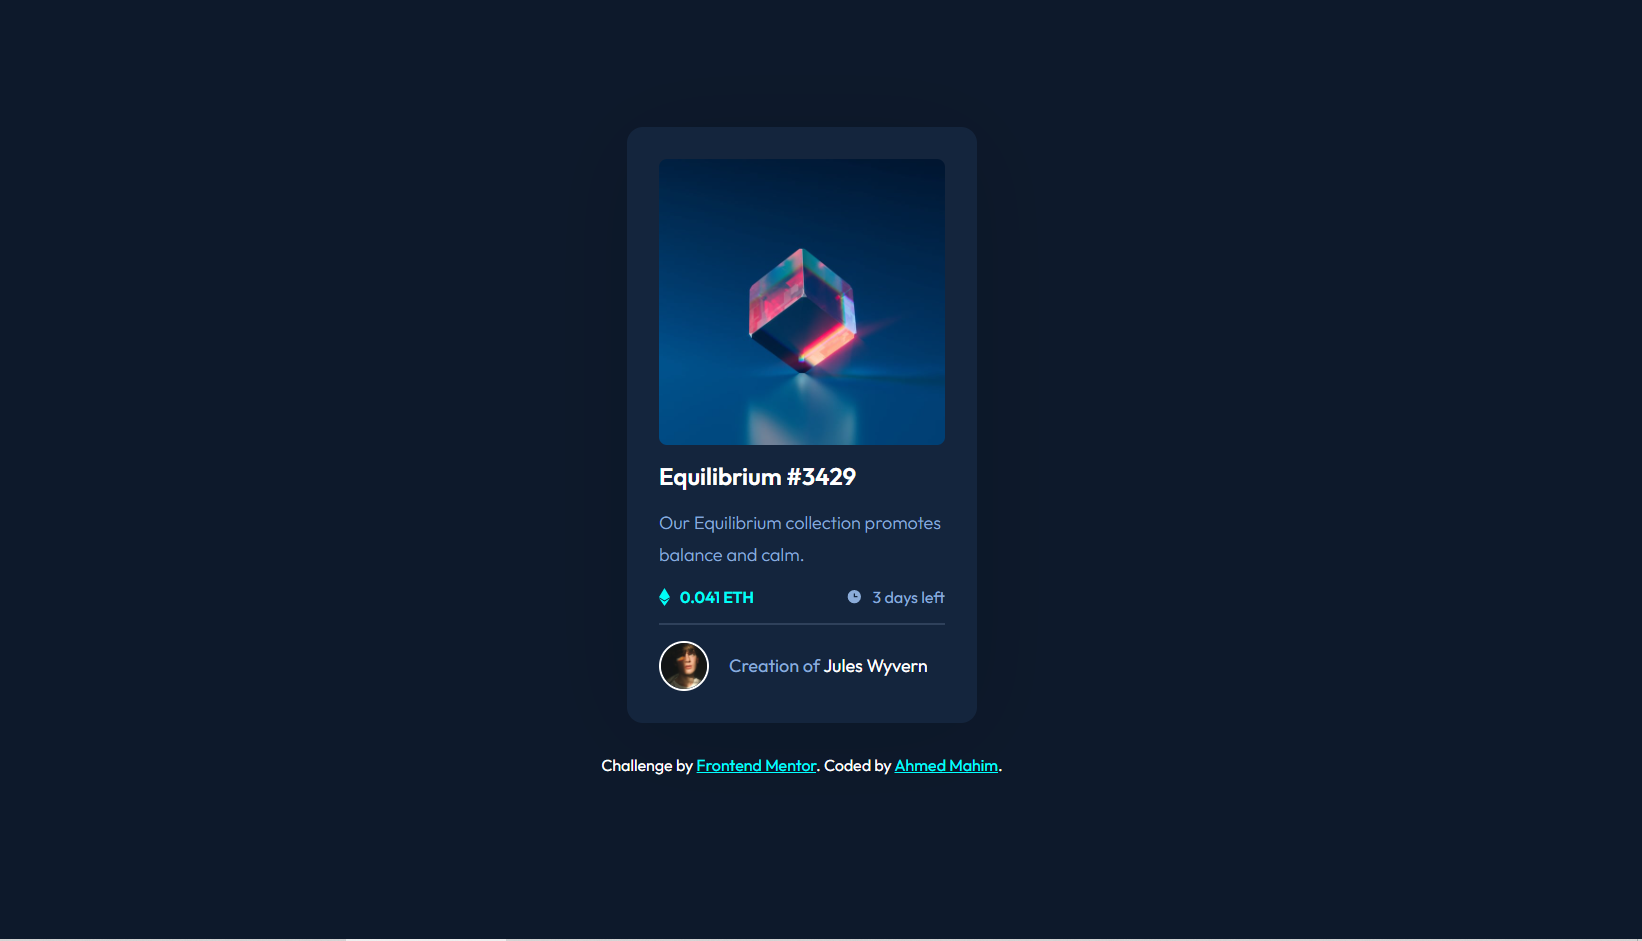 Equilibrium #3429
Our Equilibrium collection promotes
balance and calm.
0.041 ETH 3 days left
Creation of Jules Wyvern
Challenge by Frontend Mentor. Coded by Ahmed Mahim.